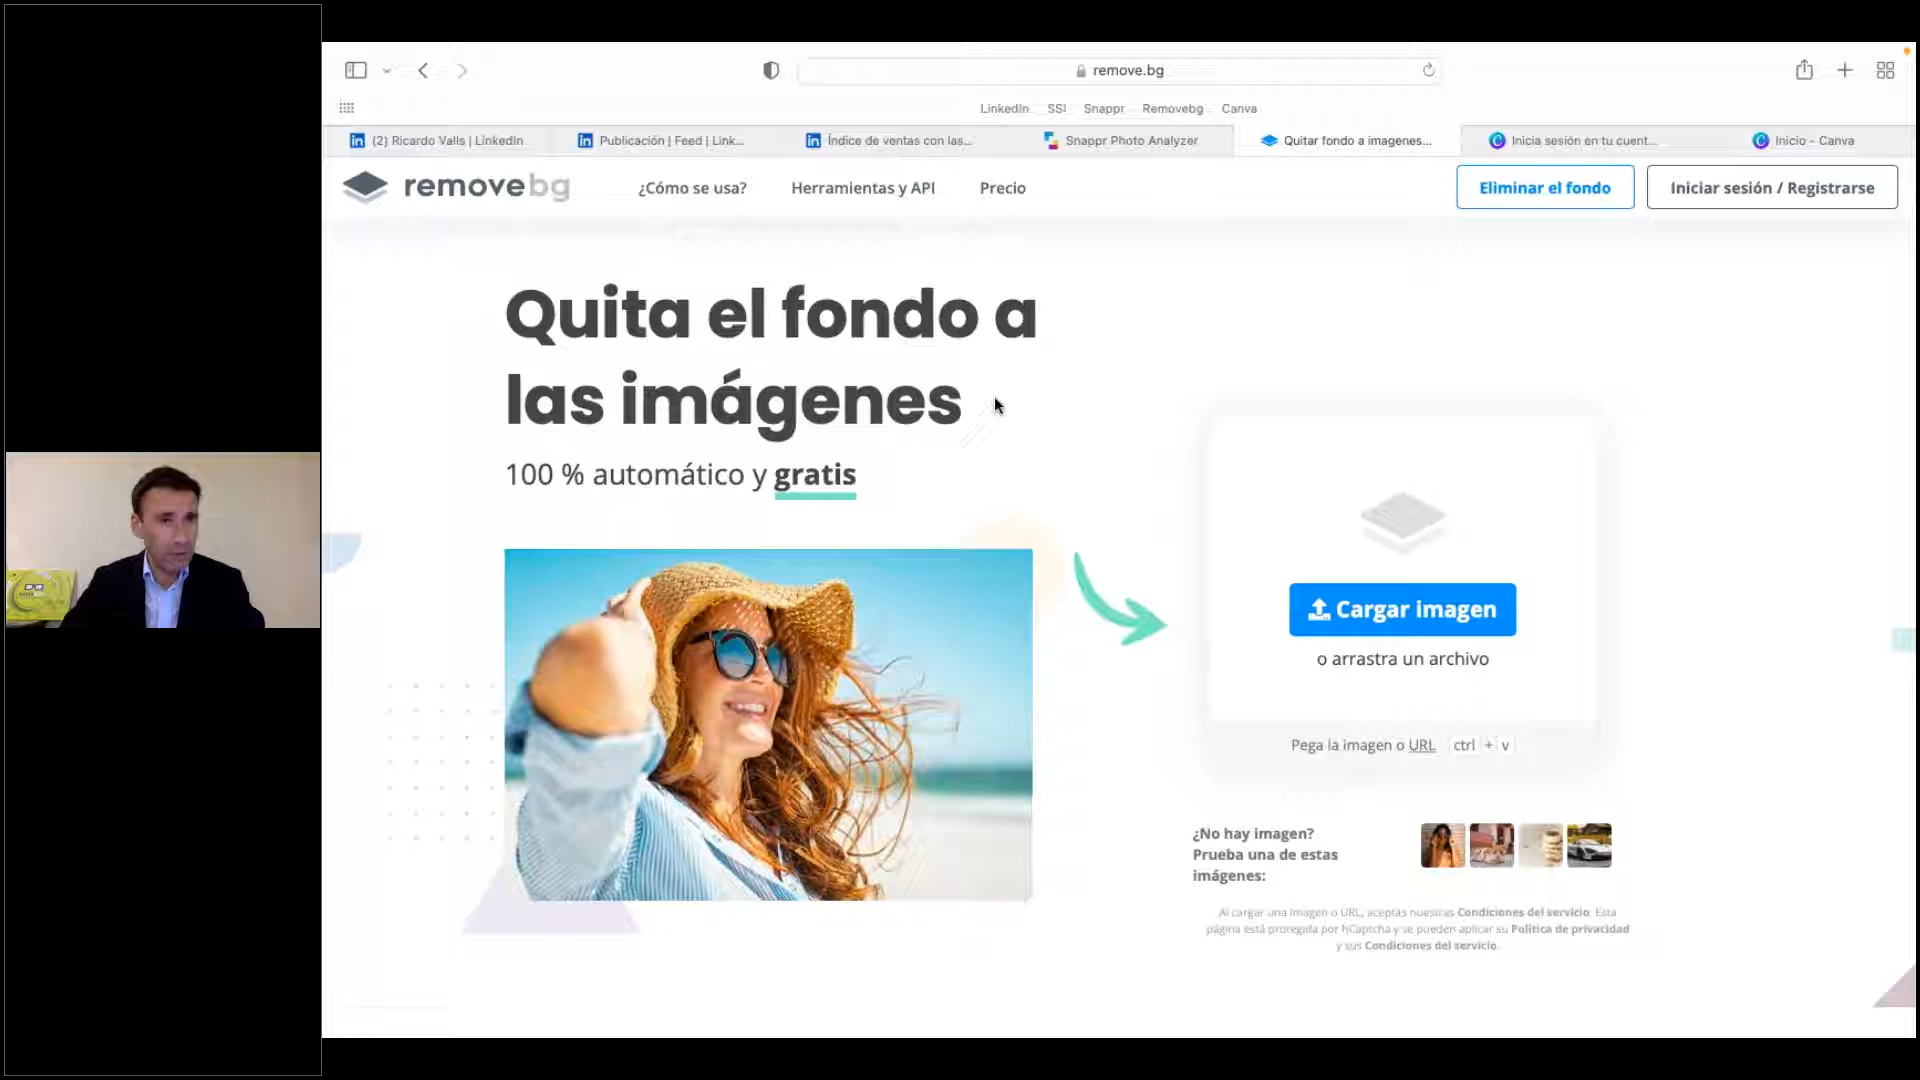 remove.bg
LinkedIn SSI Snappr Removebg Canva
(2) Ricardo Valls | LinkedIn
Publicación | Feed | Link...
Índice de ventas con las...
Snappr Photo Analyzer
Quitar fondo a imagenes...
Inicia sesión en tu cuent...
Inicio – Canva
removebg
¿Cómo se usa?
Herramientas y API
Precio
Eliminar el fondo
Iniciar sesión / Registrarse
Quita el fondo a
las imágenes
100 % automático y gratis
Cargar imagen
o arrastra un archivo
Pega la imagen o URL ctrl + v
¿No hay imagen?
Prueba una de estas
imágenes:
Al cargar una imagen o URL, aceptas nuestras Condiciones del servicio. Esta
página está protegida por hCaptcha y se pueden aplicar su Política de privacidad
y sus Condiciones del servicio.